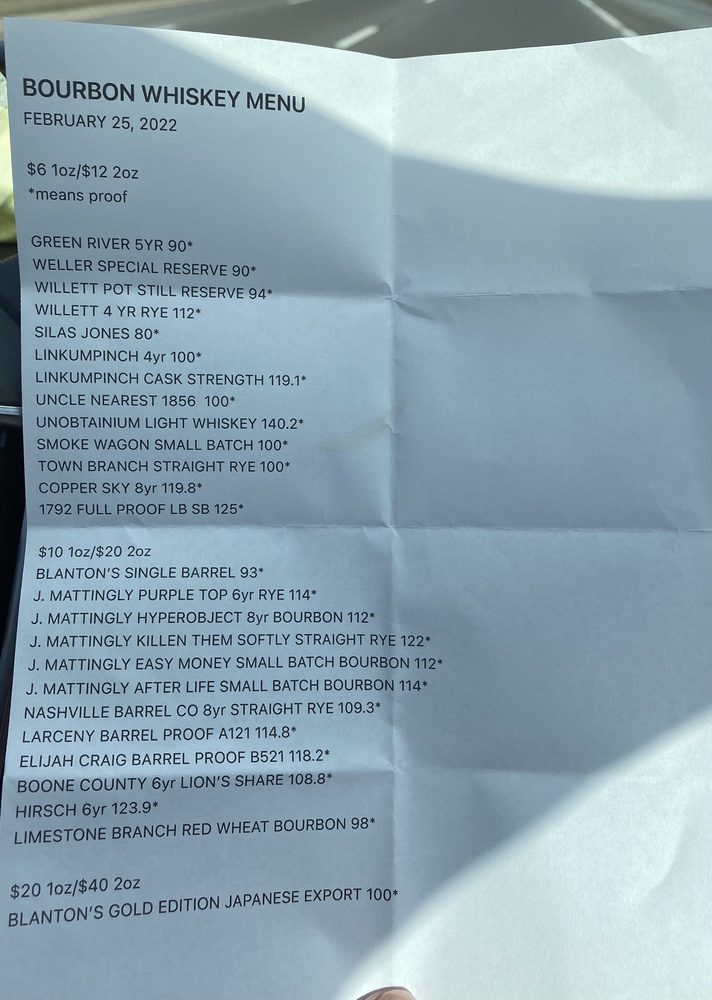 BOURBON WHISKEY MENU
FEBRUARY 25, 2022
$6 1oz/$12 2oz
*means proof
GREEN RIVER 5YR 90*
WELLER SPECIAL RESERVE 90*
WILLETT POT STILL RESERVE 94*
WILLETT 4 YR RYE 112*
SILAS JONES 80*
LINKUMPINCH 4yr 100*
LINKUMPINCH CASK STRENGTH 119.1*
UNCLE NEAREST 1856 100*
UNOBTAINIUM LIGHT WHISKEY 140.2*
SMOKE WAGON SMALL BATCH 100*
TOWN BRANCH STRAIGHT RYE 100*
COPPER SKY 8yr 119.8*
1792 FULL PROOF LB SB 125*
$10 1oz/$20 2oz
BLANTON'S SINGLE BARREL 93*
J. MATTINGLY PURPLE TOP 6yr RYE 114*
J. MATTINGLY HYPEROBJECT 8yr BOURBON 112*
J. MATTINGLY KILLEN THEM SOFTLY STRAIGHT RYE 122*
J. MATTINGLY EASY MONEY SMALL BATCH BOURBON 112*
J. MATTINGLY AFTER LIFE SMALL BATCH BOURBON 114*
NASHVILLE BARREL CO 8yr STRAIGHT RYE 109.3*
LARCENY BARREL PROOF A121 114.8*
ELIJAH CRAIG BARREL PROOF B521 118.2*
BOONE COUNTY 6yr LION'S SHARE 108.8*
HIRSCH 6yr 123.9*
LIMESTONE BRANCH RED WHEAT BOURBON 98*
$20 1oz/$40 2oz
BLANTON'S GOLD EDITION JAPANESE EXPORT 100*